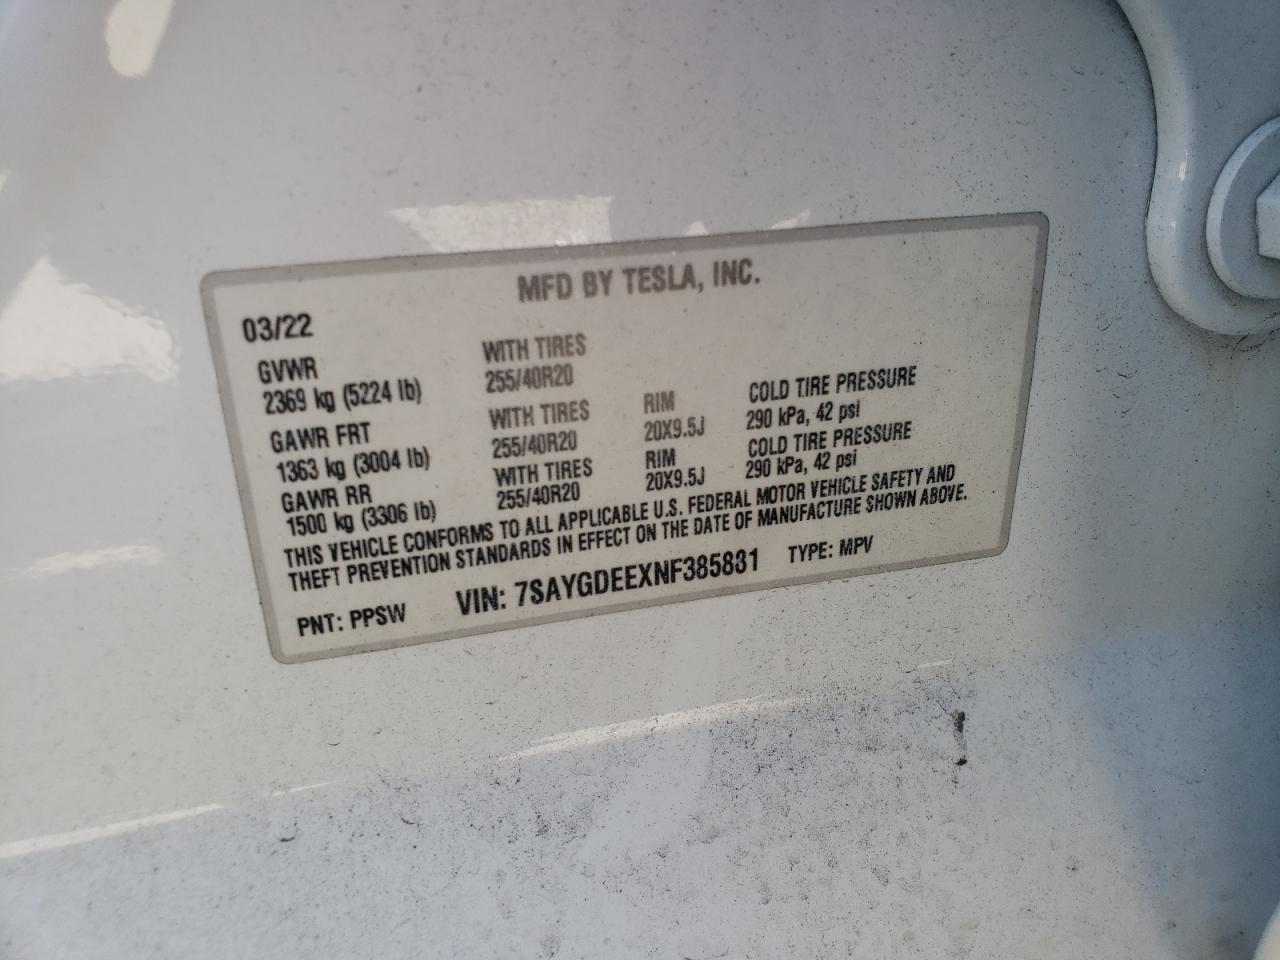 MFD BY TESLA, INC.
03/22
GVWR WITH TIRES
2369 kg (5224 lb) 255/40R20
GAWR FRT WITH TIRES RIM COLD TIRE PRESSURE
1363 kg (3004 lb) 255/40R20 20X9.5J 290 kPa, 42 psi
GAWR RR WITH TIRES RIM COLD TIRE PRESSURE
1500 kg (3306 lb) 255/40R20 20X9.5J 290 kPa, 42 psi
THIS VEHICLE CONFORMS TO ALL APPLICABLE U.S. FEDERAL MOTOR VEHICLE SAFETY AND
THEFT PREVENTION STANDARDS IN EFFECT ON THE DATE OF MANUFACTURE SHOWN ABOVE.
PNT: PPSW VIN: 7SAYGDEEXNF385831 TYPE: MPV